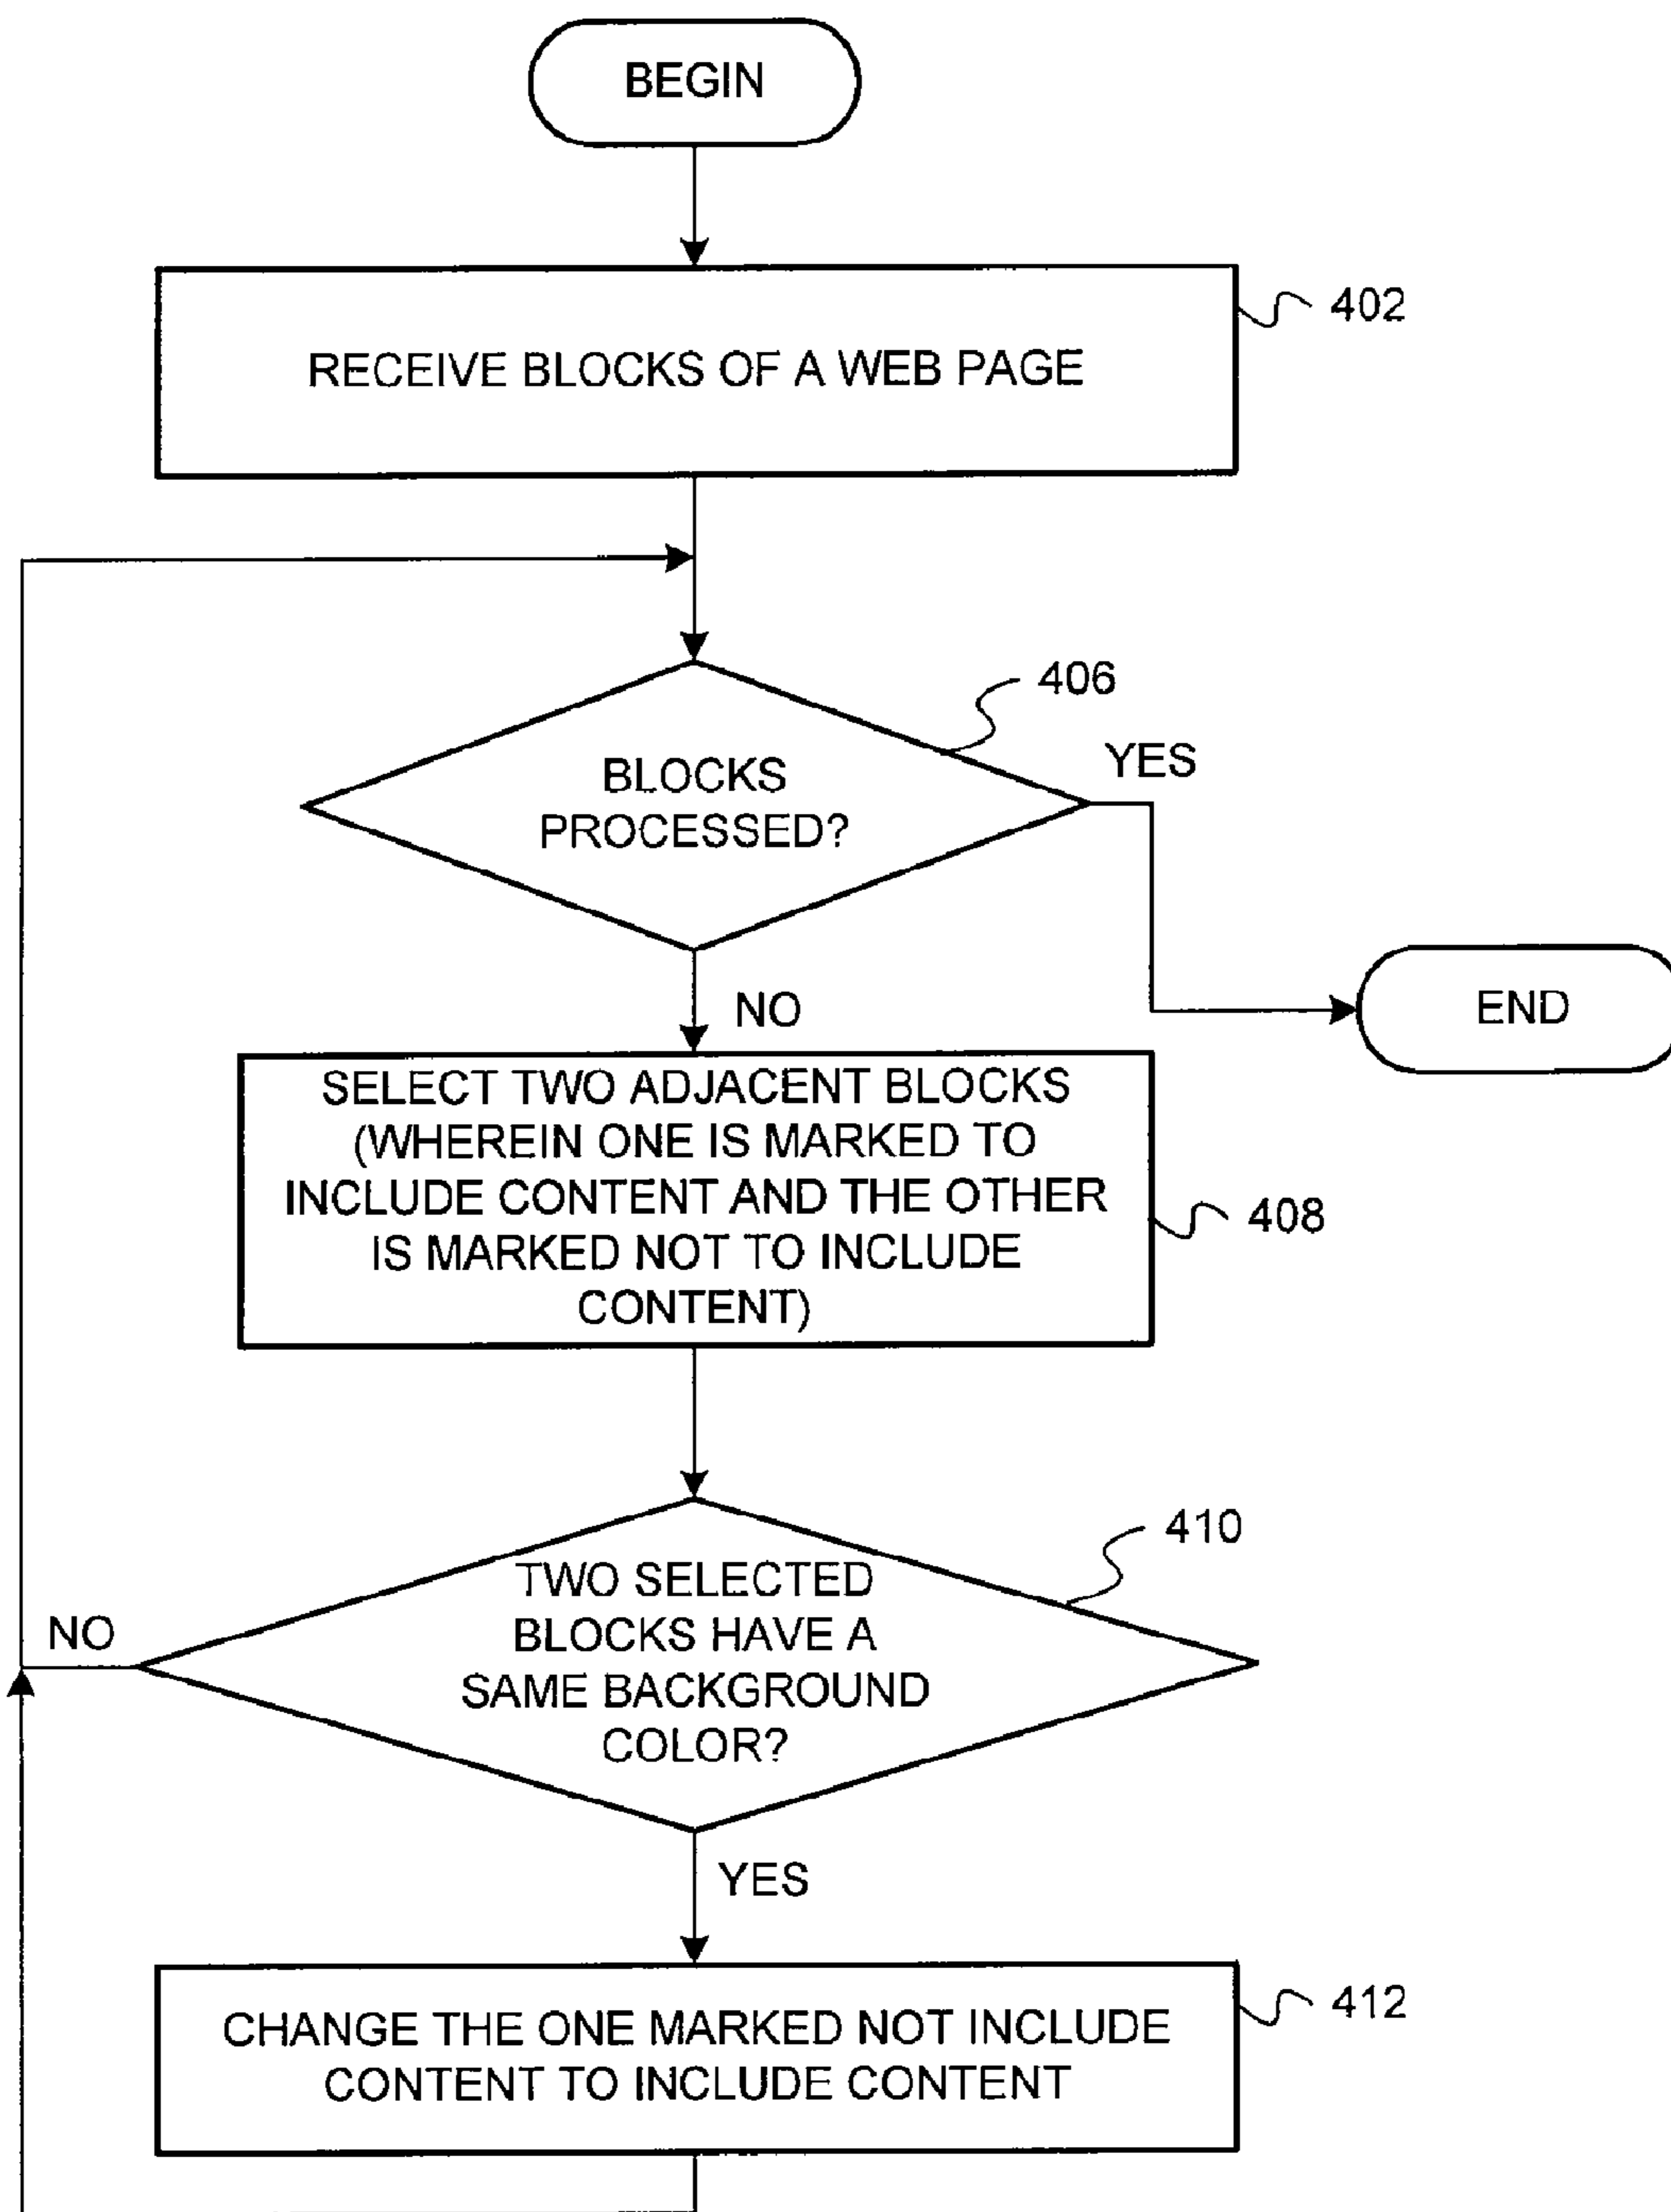 BEGIN
RECEIVE BLOCKS OF A WEB PAGE
402
406
BLOCKS
PROCESSED?
YES
NO
END
SELECT TWO ADJACENT BLOCKS
(WHEREIN ONE IS MARKED TO
INCLUDE CONTENT AND THE OTHER
IS MARKED NOT TO INCLUDE
CONTENT)
408
410
TWO SELECTED
BLOCKS HAVE A
SAME BACKGROUND
COLOR?
NO
YES
CHANGE THE ONE MARKED NOT INCLUDE
CONTENT TO INCLUDE CONTENT
412